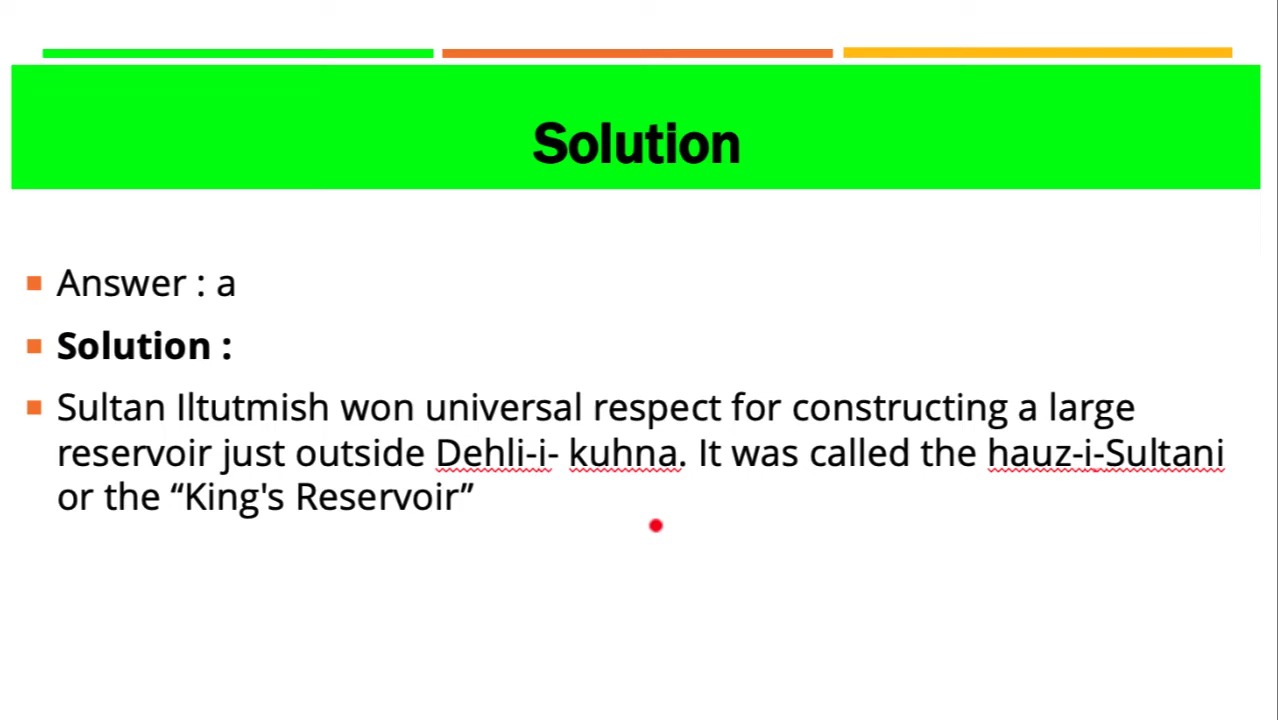 Solution
Answer : a
Solution :
Sultan Iltutmish won universal respect for constructing a large
reservoir just outside Dehli-i- kuhna. It was called the hauz-i-Sultani
or the “King's Reservoir”